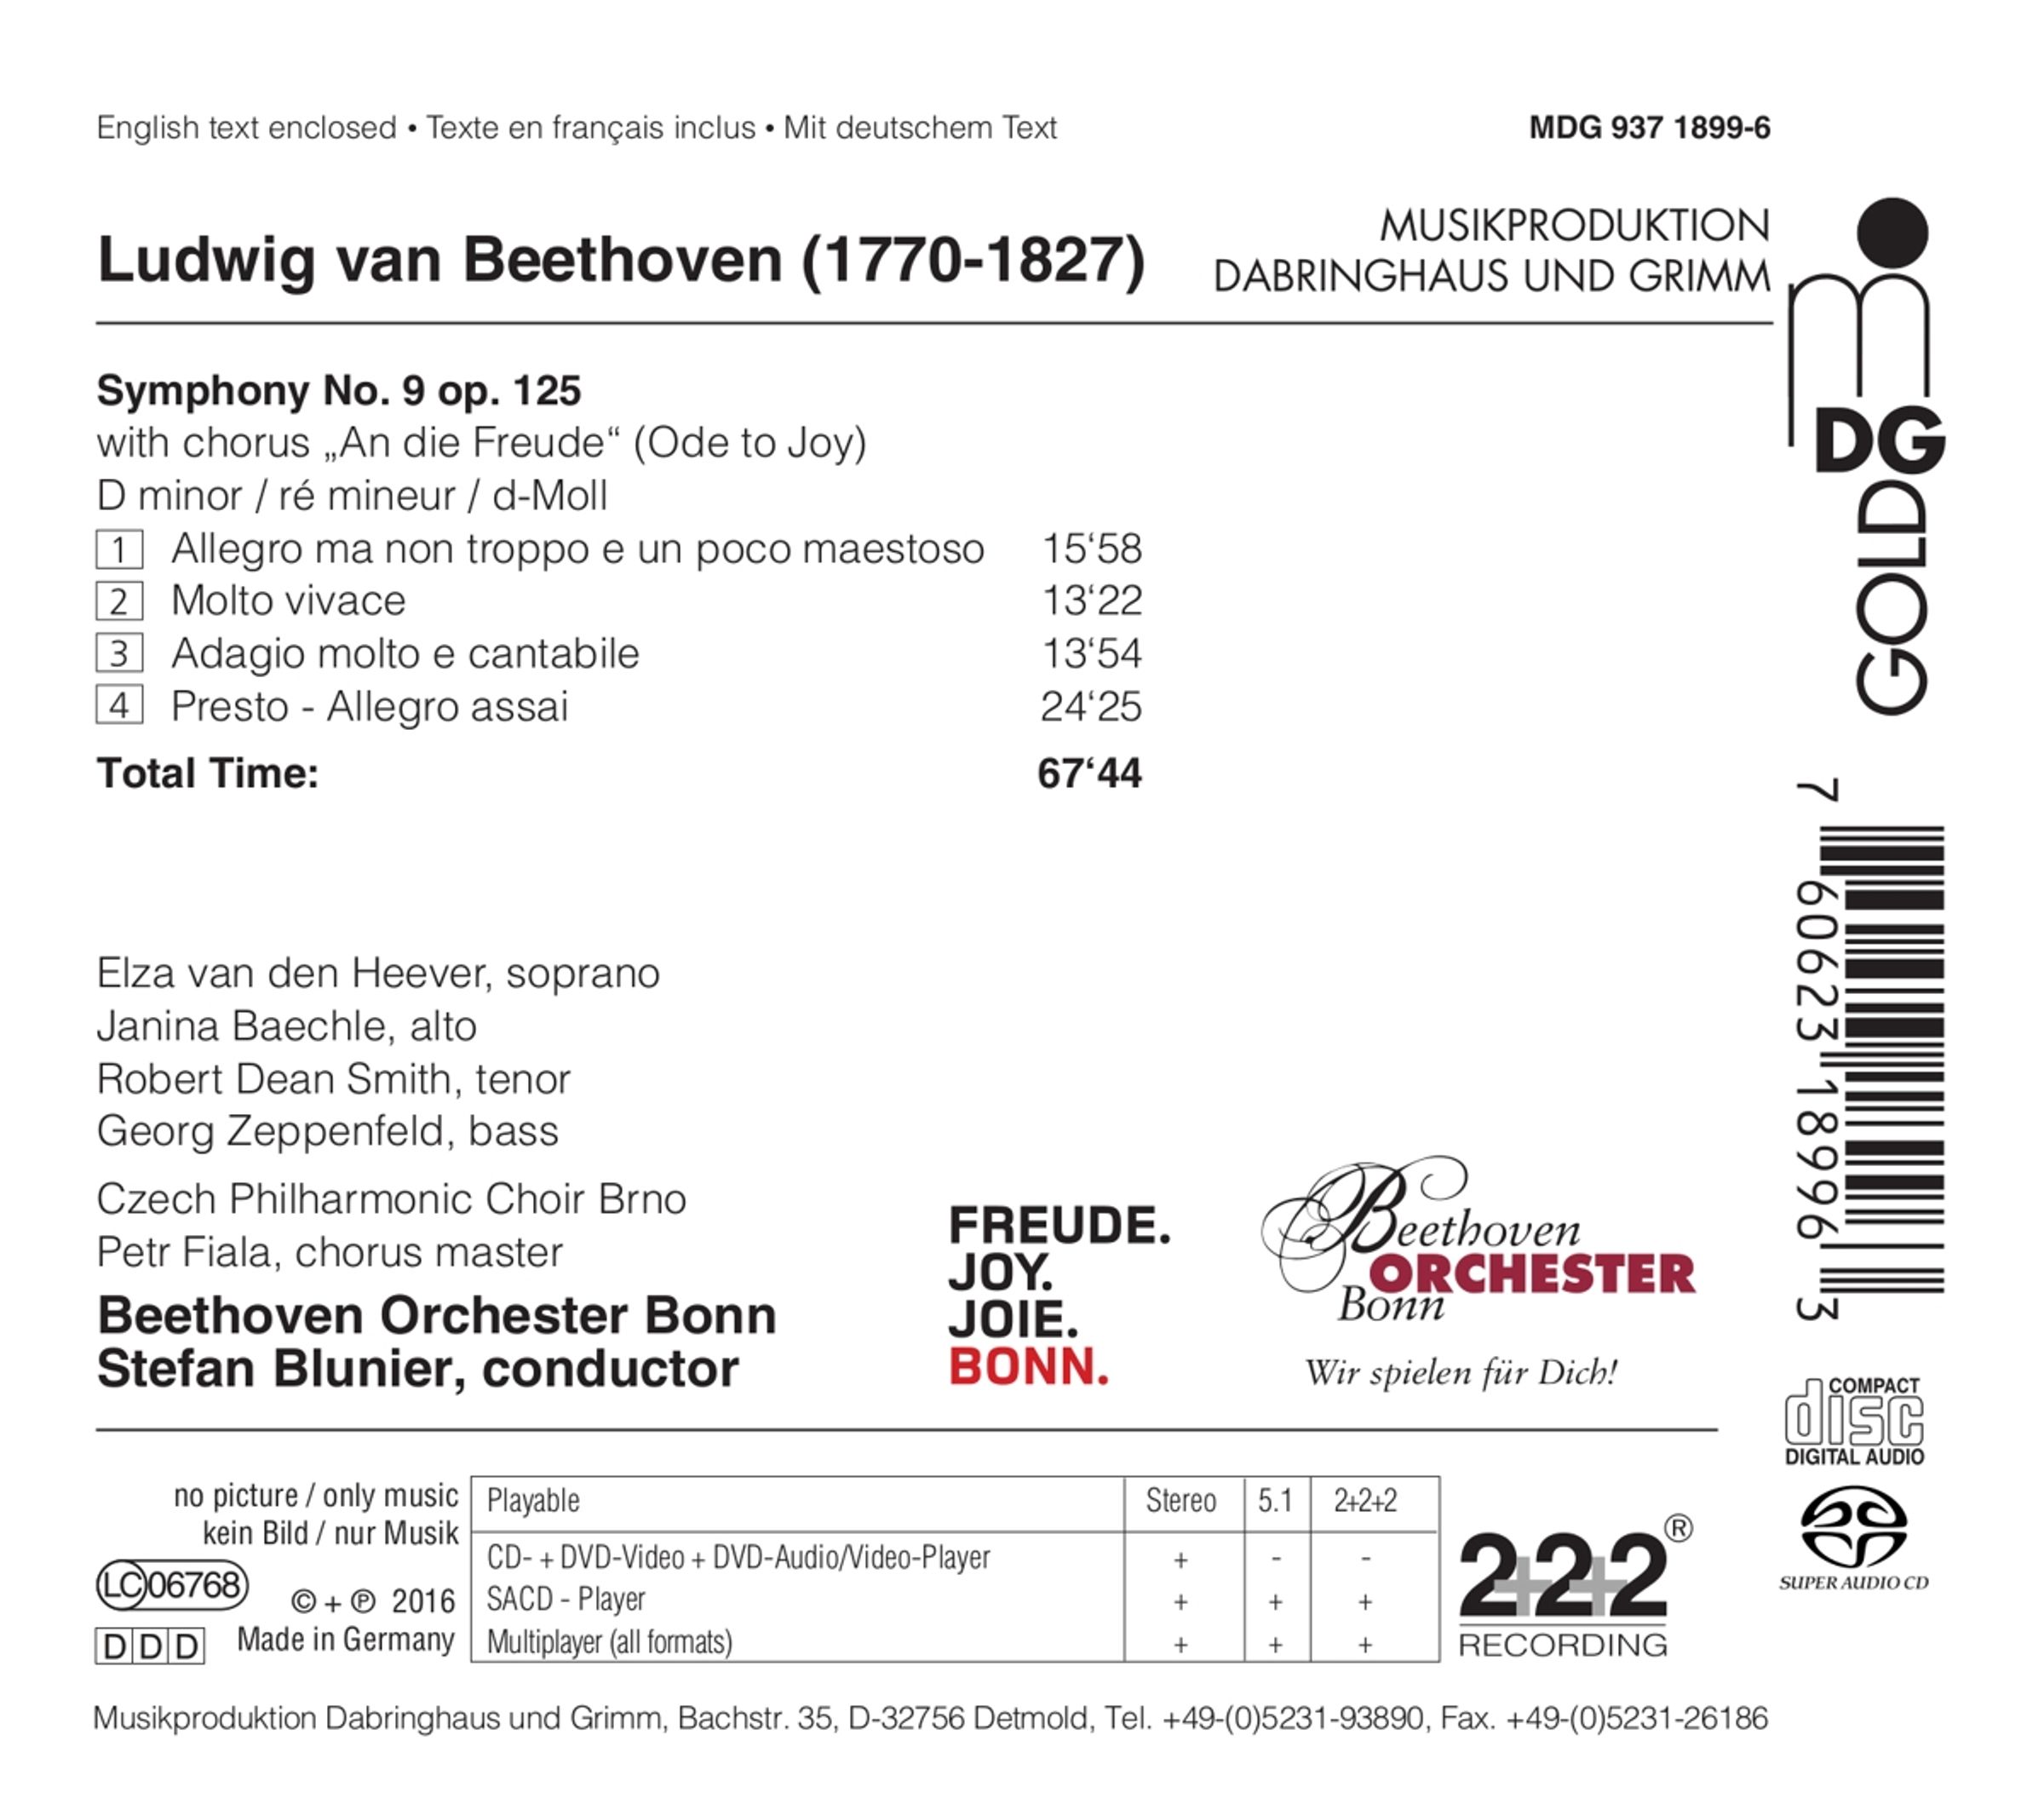 English text enclosed • Texte en français inclus • Mit deutschem Text
MDG 937 1899-6
Ludwig van Beethoven (1770-1827)
MUSIKPRODUKTION
DABRINGHAUS UND GRIMM
Symphony No. 9 op. 125
with chorus „An die Freude“ (Ode to Joy)
D minor / ré mineur / d-Moll
1 Allegro ma non troppo e un poco maestoso 15‘58
2 Molto vivace 13‘22
3 Adagio molto e cantabile 13‘54
4 Presto - Allegro assai 24‘25
Total Time: 67‘44
m
DG
GOLD
7 60623 18996 3
Elza van den Heever, soprano
Janina Baechle, alto
Robert Dean Smith, tenor
Georg Zeppenfeld, bass
Czech Philharmonic Choir Brno
Petr Fiala, chorus master
Beethoven Orchester Bonn
Stefan Blunier, conductor
FREUDE.
JOY.
JOIE.
BONN.
Beethoven
ORCHESTER
Bonn
Wir spielen für Dich!
COMPACT
disc
DIGITAL AUDIO
SUPER AUDIO CD
no picture / only music
kein Bild / nur Musik
LC 06768
© + ℗ 2016
DDD
Made in Germany
Playable Stereo 5.1 2+2+2
CD- + DVD-Video + DVD-Audio/Video-Player + - -
SACD - Player + + +
Multiplayer (all formats) + + +
2+2+2®
RECORDING
Musikproduktion Dabringhaus und Grimm, Bachstr. 35, D-32756 Detmold, Tel. +49-(0)5231-93890, Fax. +49-(0)5231-26186